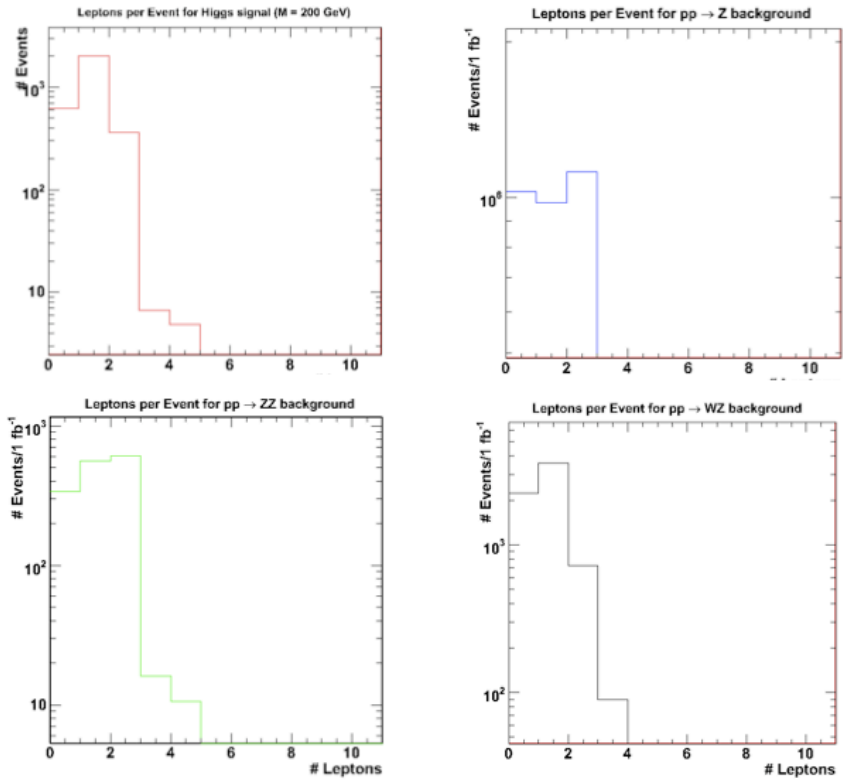 Leptons per Event for Higgs signal (M = 200 GeV)
# Events
10³
10²
10
0 2 4 6 8 10
Leptons per Event for pp → Z background
# Events/1 fb⁻¹
10⁶
0 2 4 6 8 10
Leptons per Event for pp → ZZ background
# Events/1 fb⁻¹
10³
10²
10
0 2 4 6 8 10
# Leptons
Leptons per Event for pp → WZ background
# Events/1 fb⁻¹
10³
10²
0 2 4 6 8 10
# Leptons